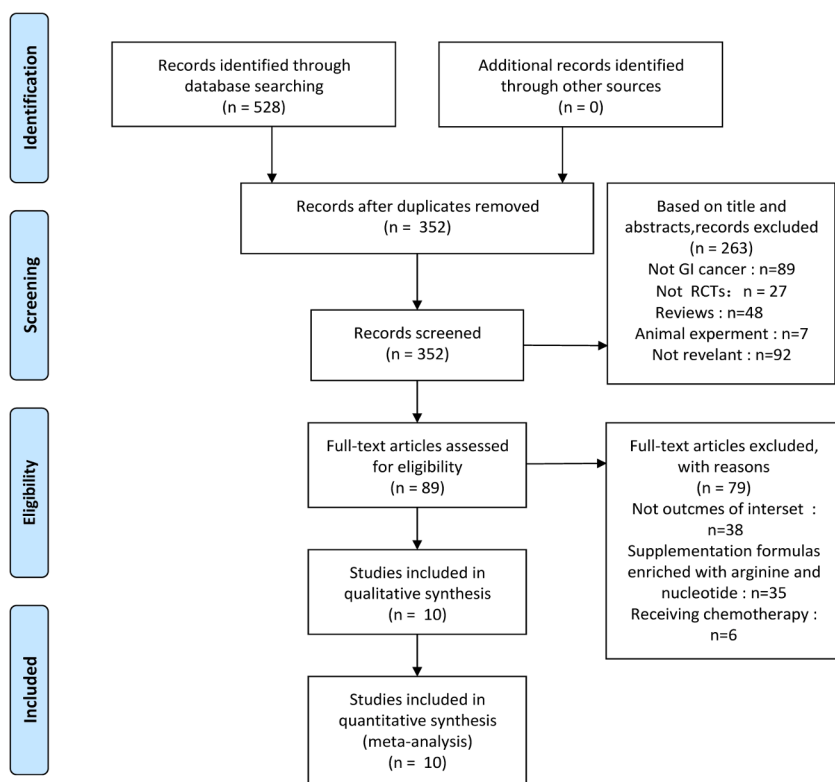 Identification
Records identified through
database searching
(n = 528)
Additional records identified
through other sources
(n = 0)
Records after duplicates removed
(n = 352)
Screening
Records screened
(n = 352)
Based on title and
abstracts,records excluded
(n = 263)
Not GI cancer : n=89
Not RCTs：n = 27
Reviews : n=48
Animal experment : n=7
Not revelant : n=92
Eligibility
Full-text articles assessed
for eligibility
(n = 89)
Full-text articles excluded,
with reasons
(n = 79)
Not outcmes of interset :
n=38
Supplementation formulas
enriched with arginine and
nucleotide : n=35
Receiving chemotherapy :
n=6
Studies included in
qualitative synthesis
(n = 10)
Included
Studies included in
quantitative synthesis
(meta-analysis)
(n = 10)